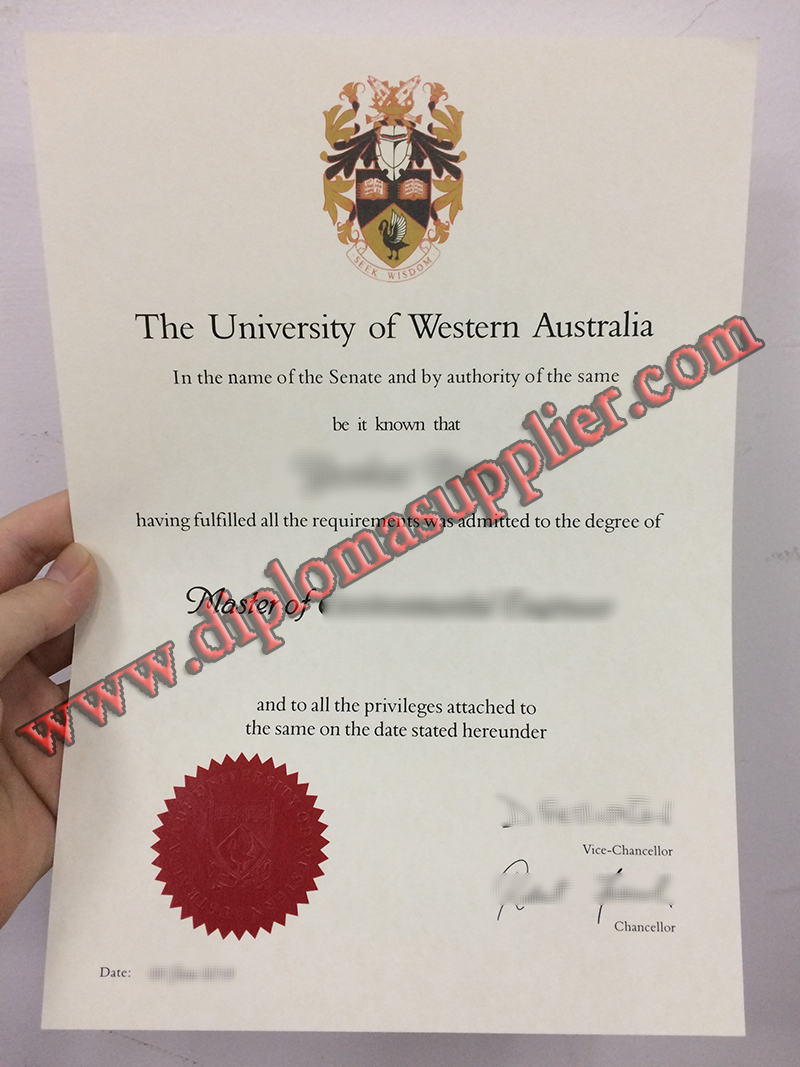 SEEK WISDOM
The University of Western Australia
In the name of the Senate and by authority of the same
be it known that
having fulfilled all the requirements was admitted to the degree of
Master of
www.diplomasupplier.com
and to all the privileges attached to
the same on the date stated hereunder
Vice-Chancellor
Chancellor
Date: